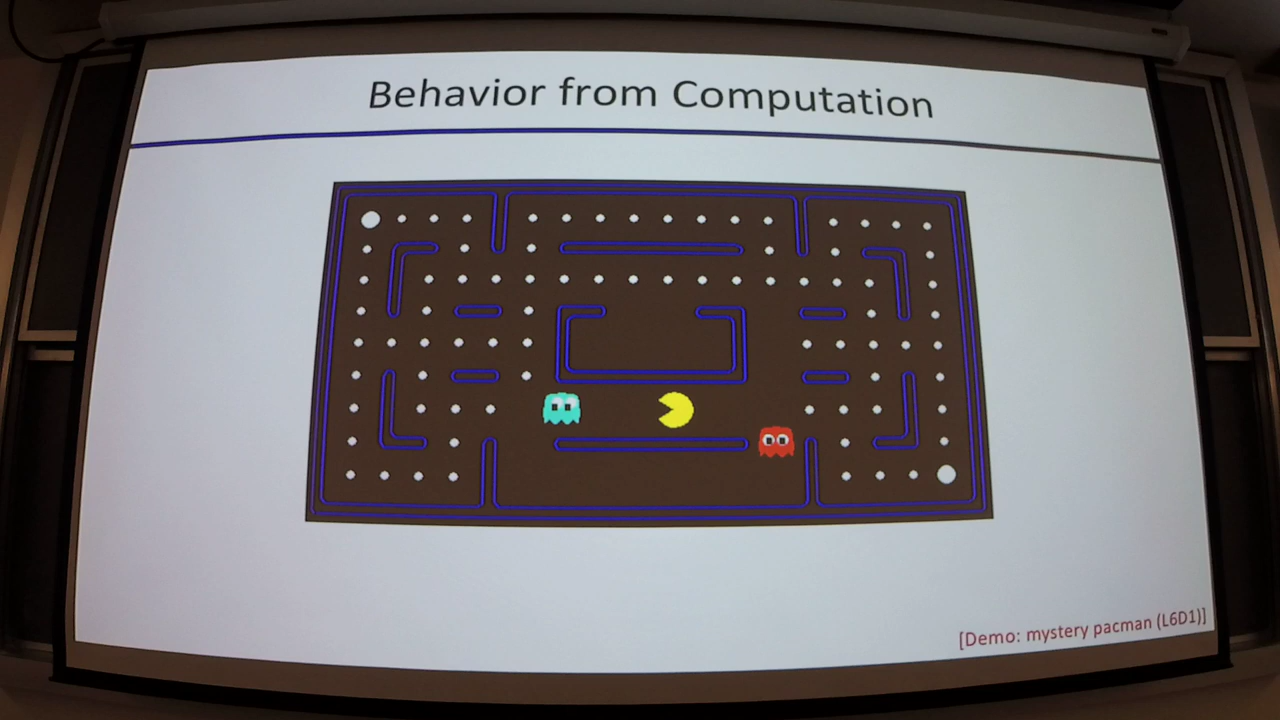 Behavior from Computation
[Demo: mystery pacman (L6D1)]